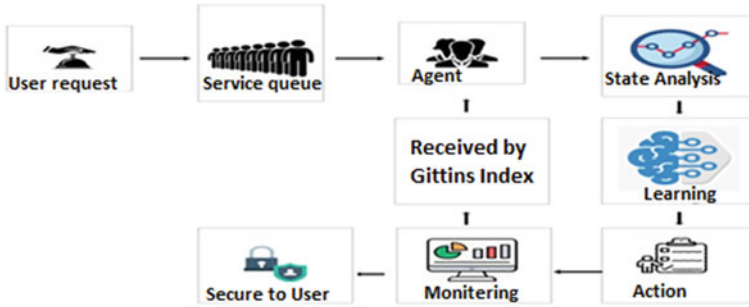 User request
Service queue
Agent
State Analysis
Received by
Gittins Index
Learning
Secure to User
Monitering
Action